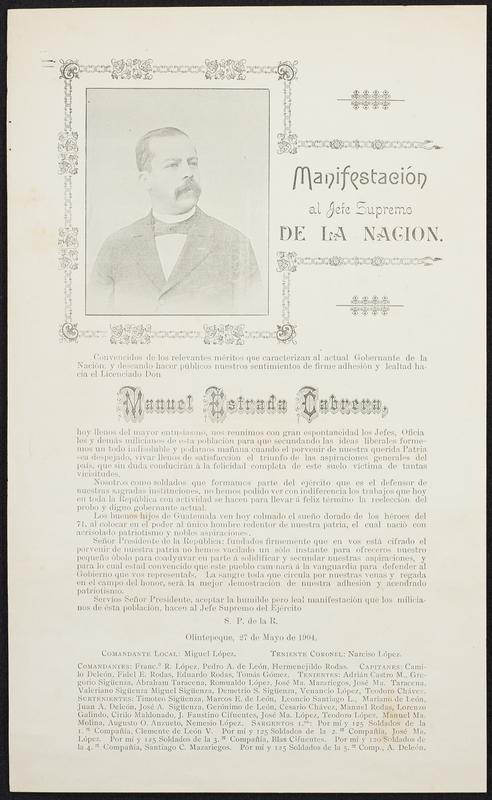 Manifestación
al Jefe Supremo
DE LA NACION.
Convencidos de los relevantes méritos que caracterizan al actual Gobernante de la
Nación, y deseando hacer públicos nuestros sentimientos de firme adhesión y lealtad ha-
cia el Licenciado Don
Manuel Estrada Cabrera,
hoy llenos del mayor entusiasmo, nos reunimos con gran espontancidad los Jefes, Oficia
les y demás milicianos de esta población para que secundando las ideas liberales forme-
mos un todo indisoluble y podamos mañana cuando el porvenir de nuestra querida Patria
sea despejado, vivar llenos de satisfacción el triunfo de las aspiraciones generales del
país, que sin duda conducirán á la felicidad completa de este suelo víctima de tantas
vicisitudes.
Nosotros como soldados que formamos parte del ejército que es el defensor de
nuestras sagradas instituciones, no hemos podido ver con indiferencia los trabajos que hoy
en toda la República con actividad se hacen para llevar á feliz término la reelección del
probo y digno gobernante actual.
Los buenos hijos de Guatemala ven hoy colmado el sueño dorado de los héroes del
71, al colocar en el poder al único hombre redentor de nuestra patria, el cual nació con
acrisolado patriotismo y nobles aspiraciones.
Señor Presidente de la República: fundados firmemente que en vos está cifrado el
porvenir de nuestra patria no hemos vacilado un sólo instante para ofreceros nuestro
pequeño óbolo para coadyuvar en parte á solidificar y secundar nuestras aspiraciones, y
para lo cual estad convencido que este pueblo caminará á la vanguardia para defender al
Gobierno que vos representais. La sangre toda que circula por nuestras venas y regada
en el campo del honor, será la mejor demostración de nuestra adhesión y acendrado
patriotismo.
Servíos Señor Presidente, aceptar la humilde pero leal manifestación que los milicia-
nos de ésta población, hacen al Jefe Supremo del Ejército
S. P. de la R.
Olintepeque, 27 de Mayo de 1904.
COMANDANTE LOCAL: Miguel López. TENIENTE CORONEL: Narciso López.
COMANDANTES: Franc.º R. López, Pedro A. de León, Hermenejildo Rodas. CAPITANES: Cami-
lo Deleón, Fidel E. Rodas, Eduardo Rodas, Tomás Gómez. TENIENTES: Adrián Castro M., Gre-
gorio Sigüenza, Abraham Taracena, Romualdo López, José Ma. Mazariegos, José Ma. Taracena,
Valeriano Sigüenza Miguel Sigüenza, Demetrio S. Sigüenza, Venancio López, Teodoro Chávez.
SUBTENIENTES: Timoteo Sigüenza, Marcos E. de León, Leoncio Santiago L., Mariano de León,
Juan A. Deleón, José A. Sigüenza, Gerónimo de León, Cesario Chávez, Manuel Rodas, Lorenzo
Galindo, Cirilo Maldonado, J. Faustino Cifuentes, José Ma. López, Teodoro López, Manuel Ma.
Molina, Augusto O. Anzueto, Nemesio López. SARGENTOS 1.os: Por mí y 125 Soldados de la
1.ª Compañía, Clemente de León V. Por mí y 125 Soldados de la 2.ª Compañía, José Ma.
López. Por mí y 125 Soldados de la 3.ª Compañía, Blas Cifuentes. Por mí y 120 Soldados de
la 4.ª Compañía, Santiago C. Mazariegos. Por mí y 125 Soldados de la 5.ª Comp., A. Deleón.